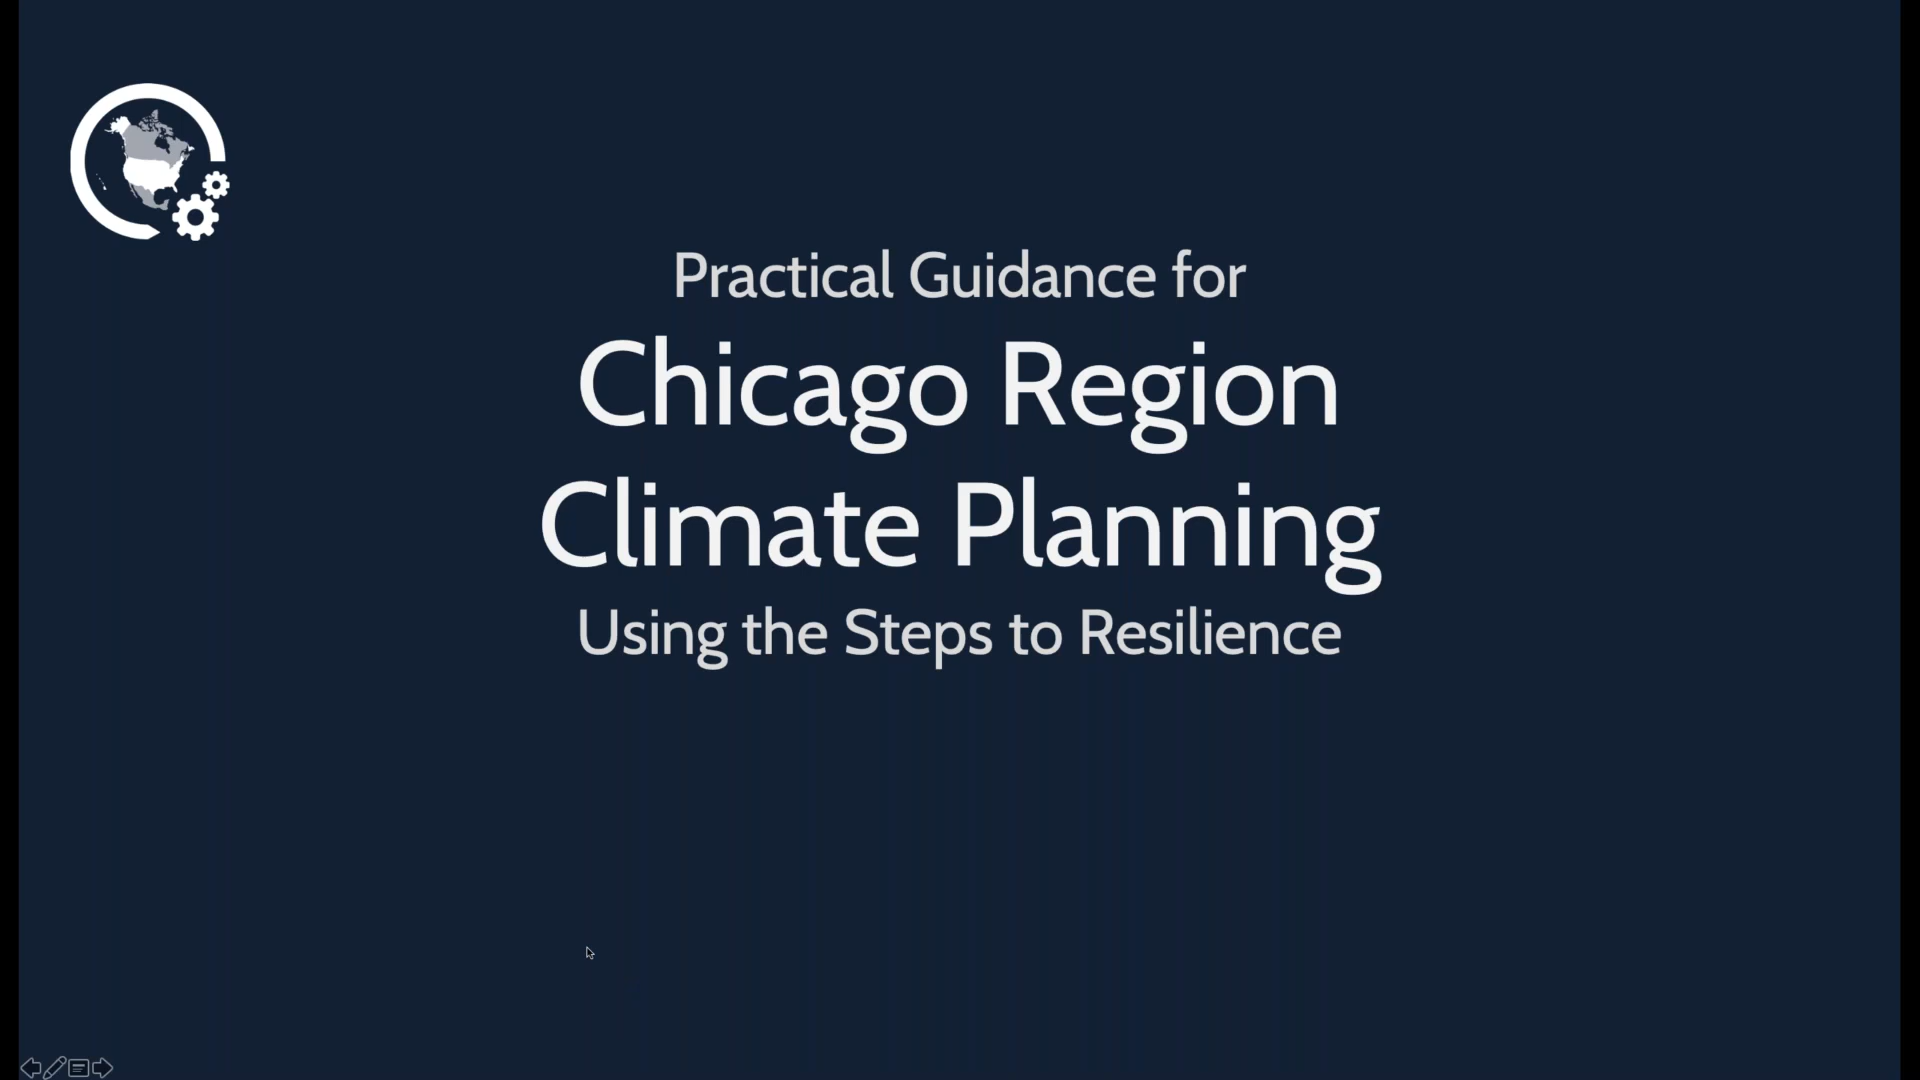 Practical Guidance for
Chicago Region
Climate Planning
Using the Steps to Resilience